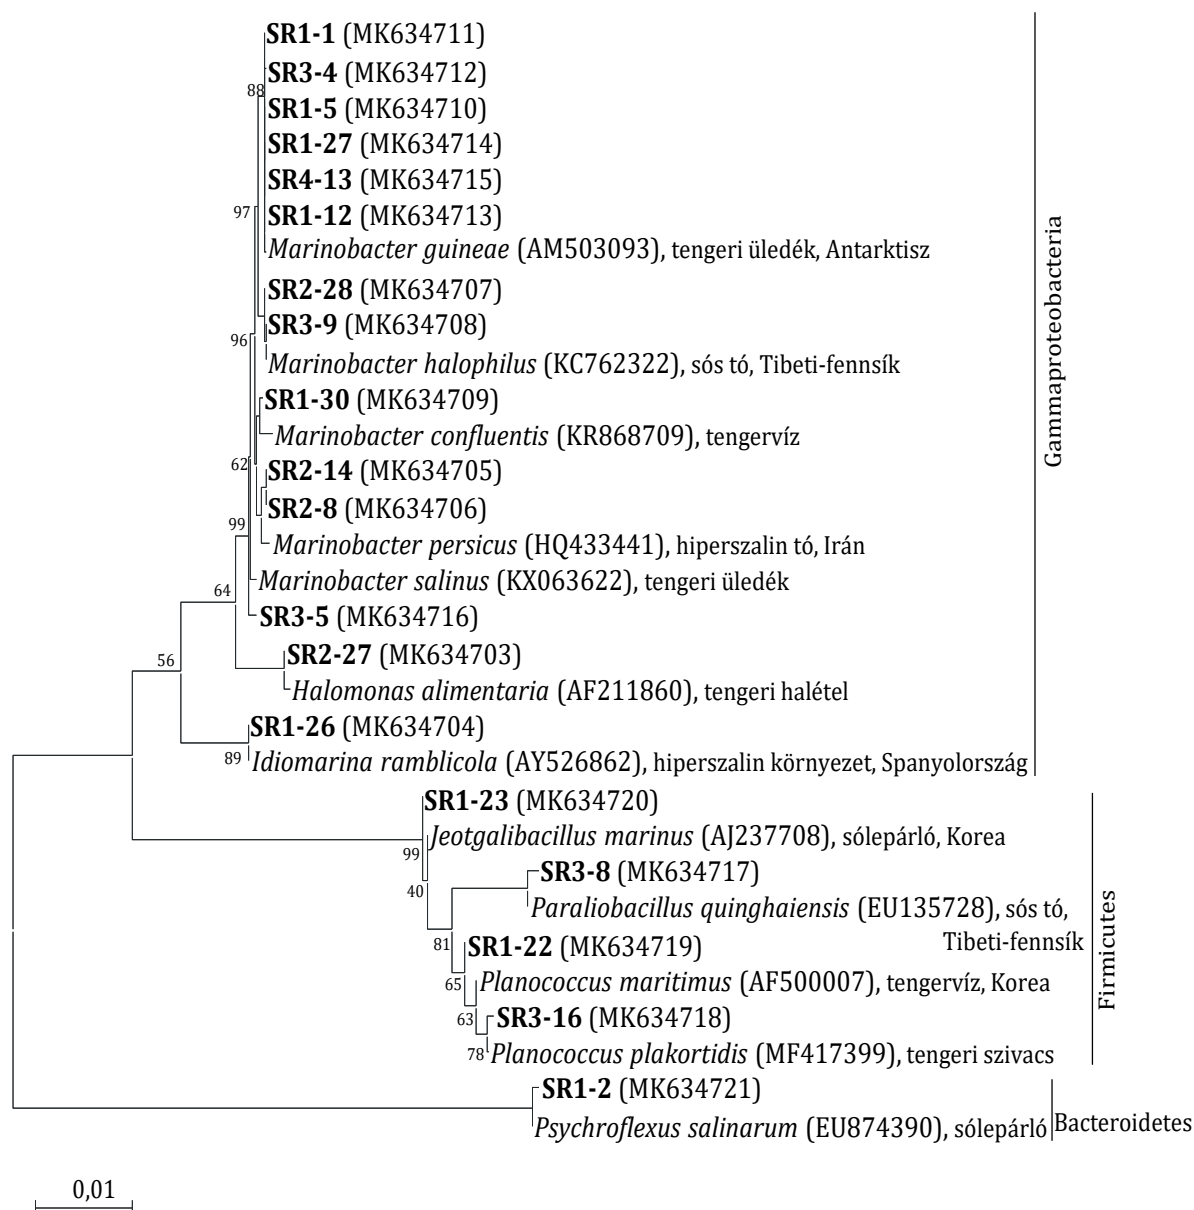 SR1-1 (MK634711)
SR3-4 (MK634712)
88
SR1-5 (MK634710)
SR1-27 (MK634714)
SR4-13 (MK634715)
97
SR1-12 (MK634713)
Marinobacter guineae (AM503093), tengeri üledék, Antarktisz
SR2-28 (MK634707)
SR3-9 (MK634708)
96
Marinobacter halophilus (KC762322), sós tó, Tibeti-fennsík
SR1-30 (MK634709)
Marinobacter confluentis (KR868709), tengervíz
62
SR2-14 (MK634705)
SR2-8 (MK634706)
99
Marinobacter persicus (HQ433441), hiperszalin tó, Irán
Marinobacter salinus (KX063622), tengeri üledék
64
SR3-5 (MK634716)
SR2-27 (MK634703)
56
Halomonas alimentaria (AF211860), tengeri halétel
SR1-26 (MK634704)
89
Idiomarina ramblicola (AY526862), hiperszalin környezet, Spanyolország
Gammaproteobacteria
SR1-23 (MK634720)
Jeotgalibacillus marinus (AJ237708), sólepárló, Korea
99
SR3-8 (MK634717)
40
Paraliobacillus quinghaiensis (EU135728), sós tó,
Tibeti-fennsík
81
SR1-22 (MK634719)
Planococcus maritimus (AF500007), tengervíz, Korea
65
SR3-16 (MK634718)
63
Planococcus plakortidis (MF417399), tengeri szivacs
78
Firmicutes
SR1-2 (MK634721)
Psychroflexus salinarum (EU874390), sólepárló
Bacteroidetes
0,01